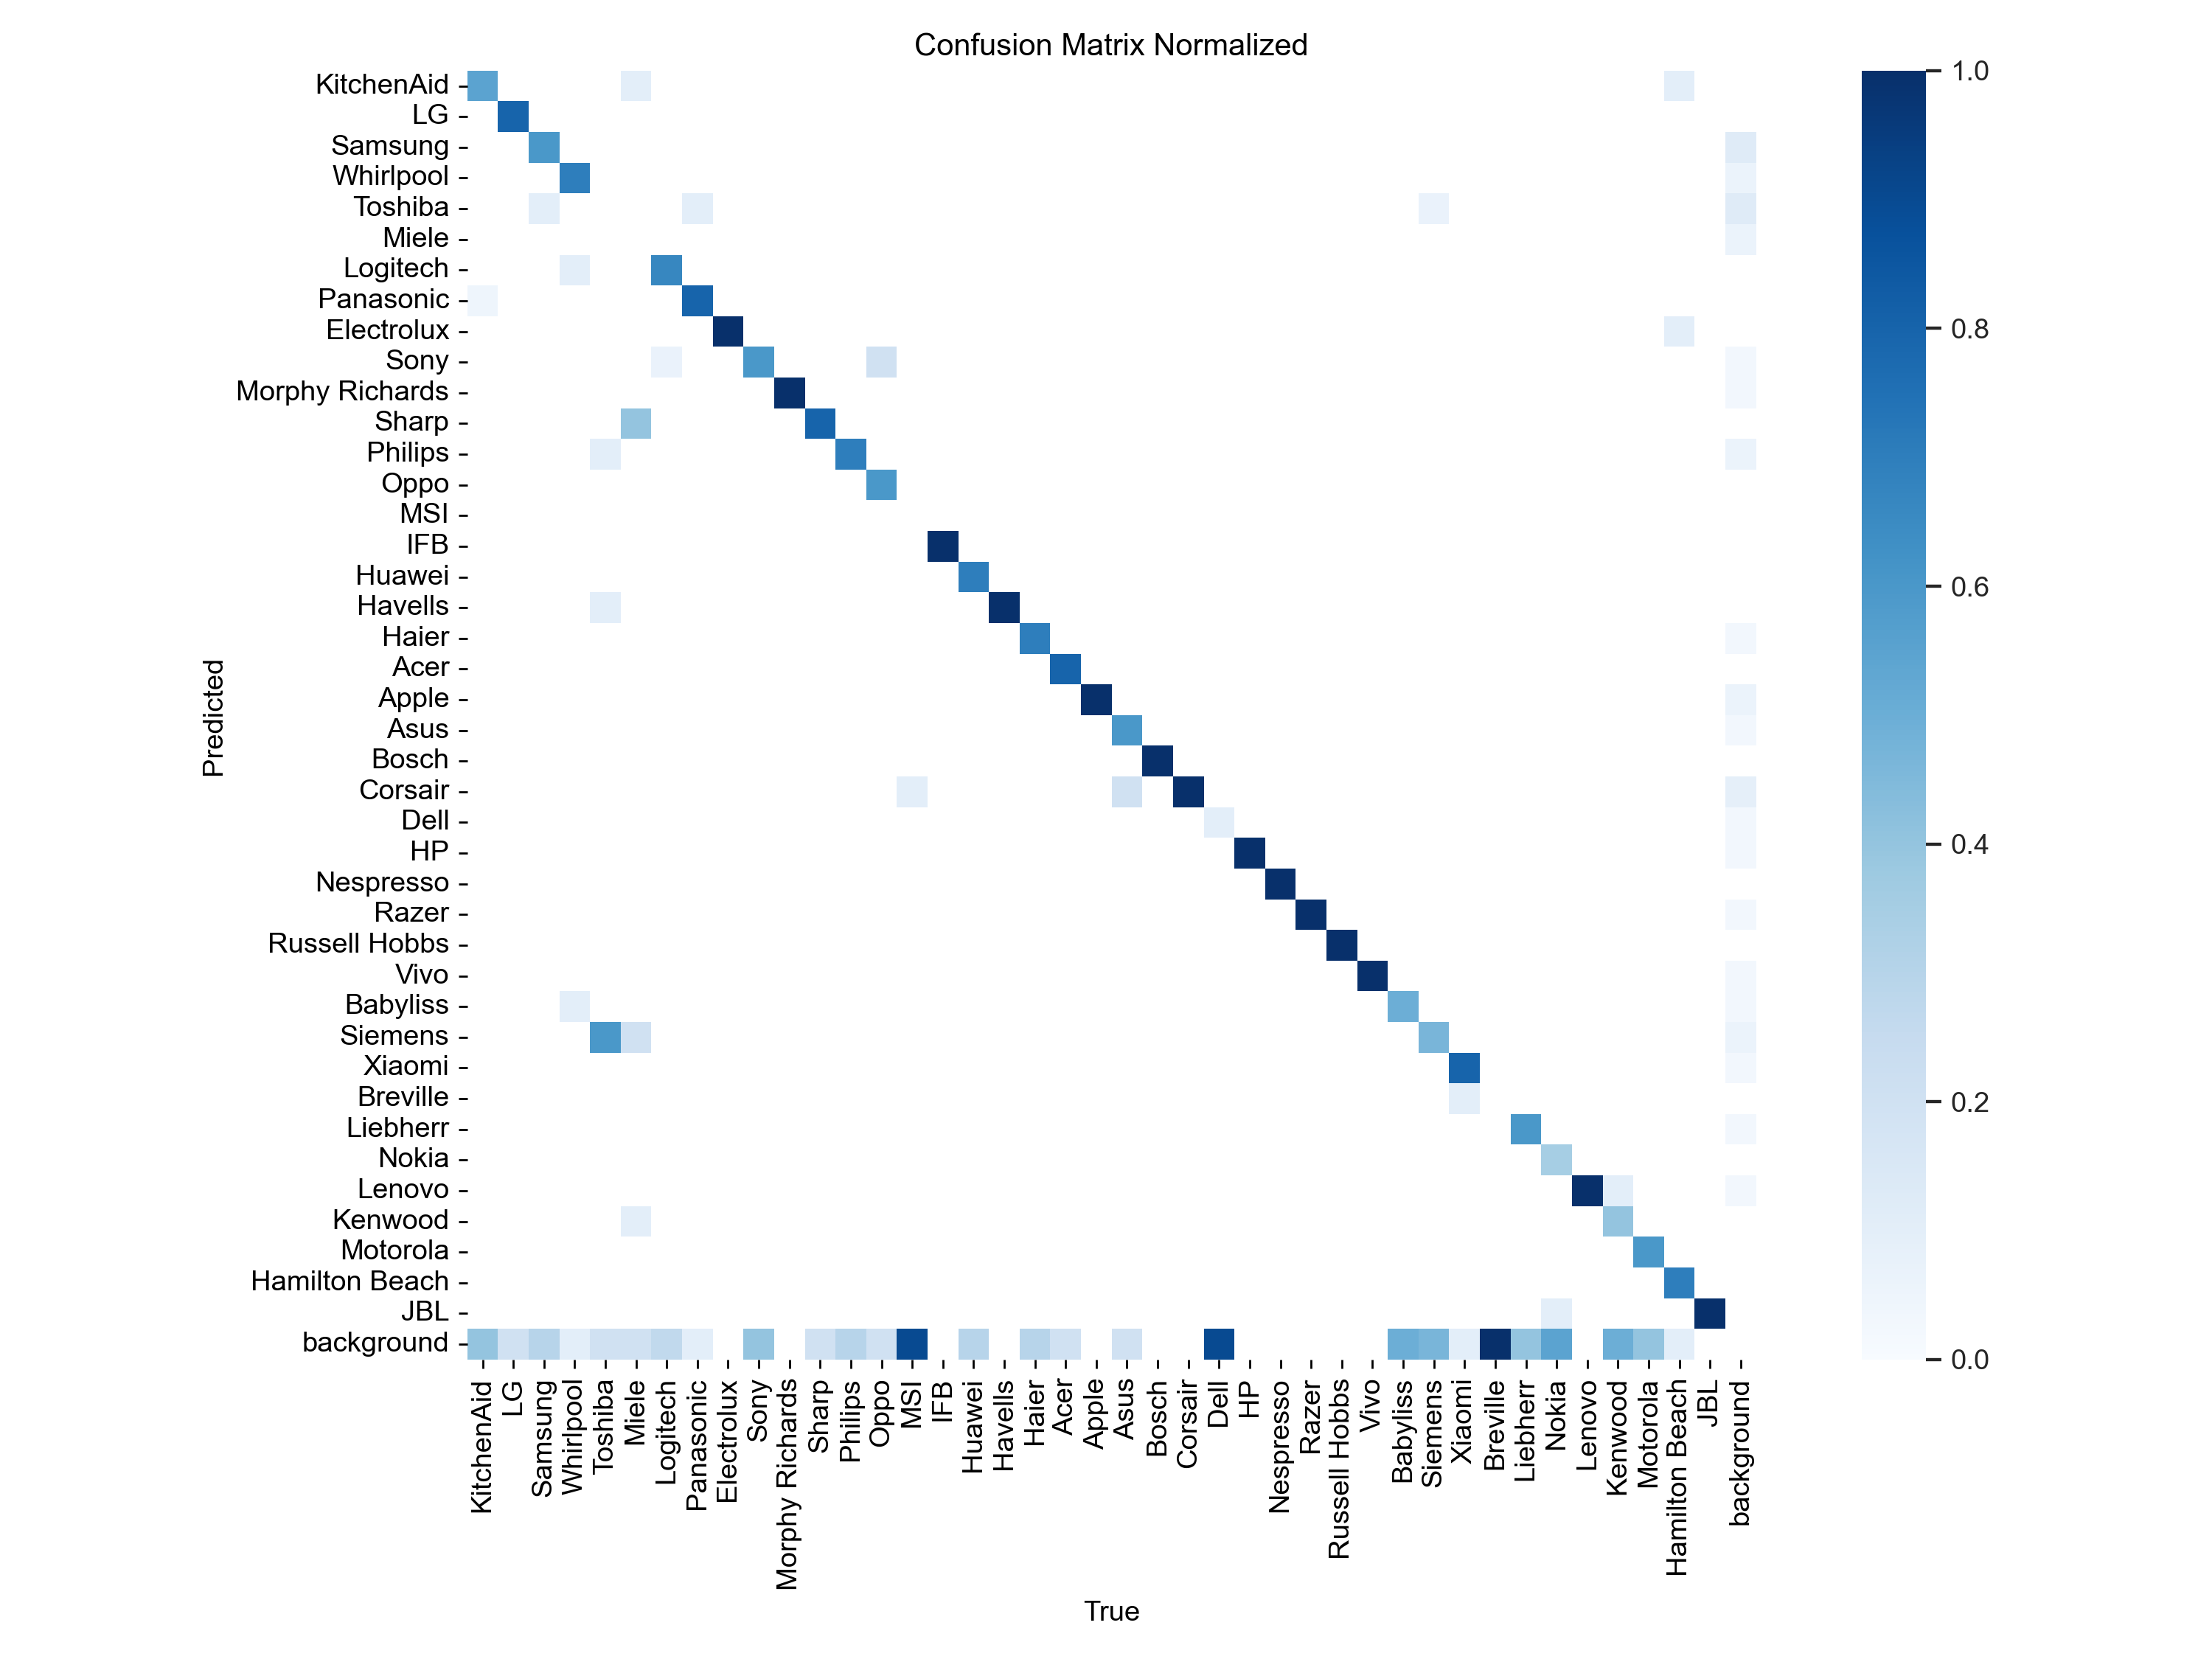 Confusion Matrix Normalized
KitchenAid
LG
Samsung
Whirlpool
Toshiba
Miele
Logitech
Panasonic
Electrolux
Sony
Morphy Richards
Sharp
Philips
Oppo
MSI
IFB
Huawei
Havells
Haier
Acer
Apple
Asus
Bosch
Corsair
Dell
HP
Nespresso
Razer
Russell Hobbs
Vivo
Babyliss
Siemens
Xiaomi
Breville
Liebherr
Nokia
Lenovo
Kenwood
Motorola
Hamilton Beach
JBL
background
Predicted
KitchenAid
LG
Samsung
Whirlpool
Toshiba
Miele
Logitech
Panasonic
Electrolux
Sony
Morphy Richards
Sharp
Philips
Oppo
MSI
IFB
Huawei
Havells
Haier
Acer
Apple
Asus
Bosch
Corsair
Dell
HP
Nespresso
Razer
Russell Hobbs
Vivo
Babyliss
Siemens
Xiaomi
Breville
Liebherr
Nokia
Lenovo
Kenwood
Motorola
Hamilton Beach
JBL
background
True
1.0
0.8
0.6
0.4
0.2
0.0